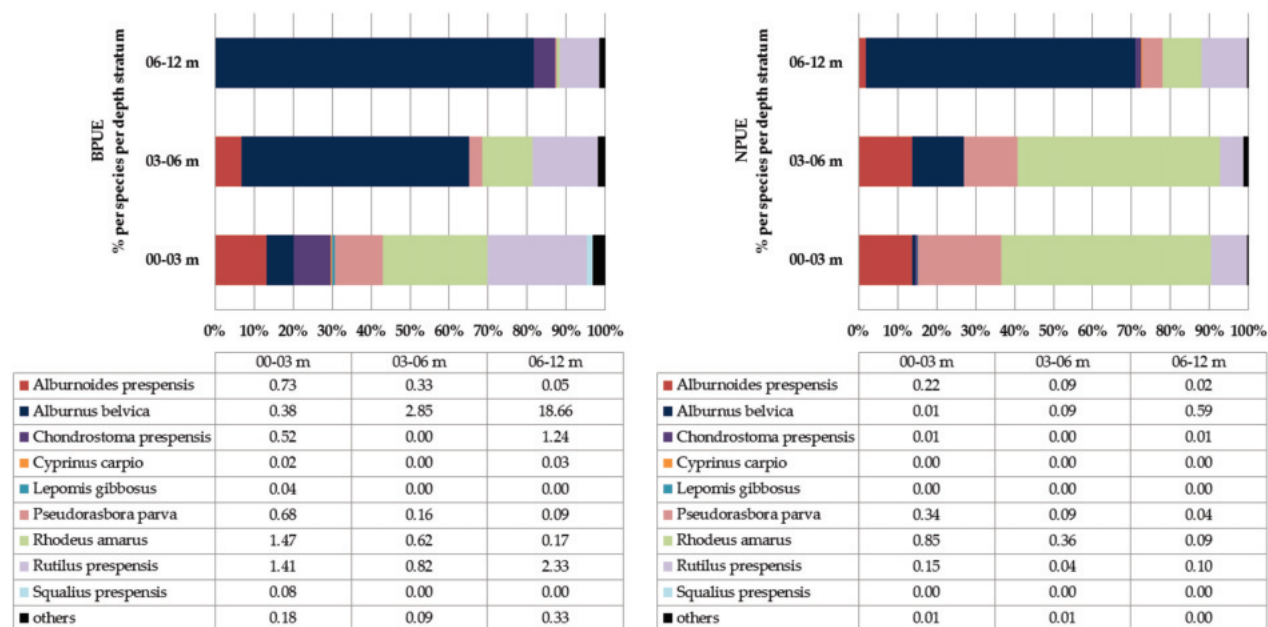 BPUE
% per species per depth stratum
06-12 m
03-06 m
00-03 m
0% 10% 20% 30% 40% 50% 60% 70% 80% 90% 100%
00-03 m 03-06 m 06-12 m
Alburnoides prespensis 0.73 0.33 0.05
Alburnus belvica 0.38 2.85 18.66
Chondrostoma prespensis 0.52 0.00 1.24
Cyprinus carpio 0.02 0.00 0.03
Lepomis gibbosus 0.04 0.00 0.00
Pseudorasbora parva 0.68 0.16 0.09
Rhodeus amarus 1.47 0.62 0.17
Rutilus prespensis 1.41 0.82 2.33
Squalius prespensis 0.08 0.00 0.00
others 0.18 0.09 0.33
NPUE
% per species per depth stratum
06-12 m
03-06 m
00-03 m
0% 10% 20% 30% 40% 50% 60% 70% 80% 90% 100%
00-03 m 03-06 m 06-12 m
Alburnoides prespensis 0.22 0.09 0.02
Alburnus belvica 0.01 0.09 0.59
Chondrostoma prespensis 0.01 0.00 0.01
Cyprinus carpio 0.00 0.00 0.00
Lepomis gibbosus 0.00 0.00 0.00
Pseudorasbora parva 0.34 0.09 0.04
Rhodeus amarus 0.85 0.36 0.09
Rutilus prespensis 0.15 0.04 0.10
Squalius prespensis 0.00 0.00 0.00
others 0.01 0.01 0.00